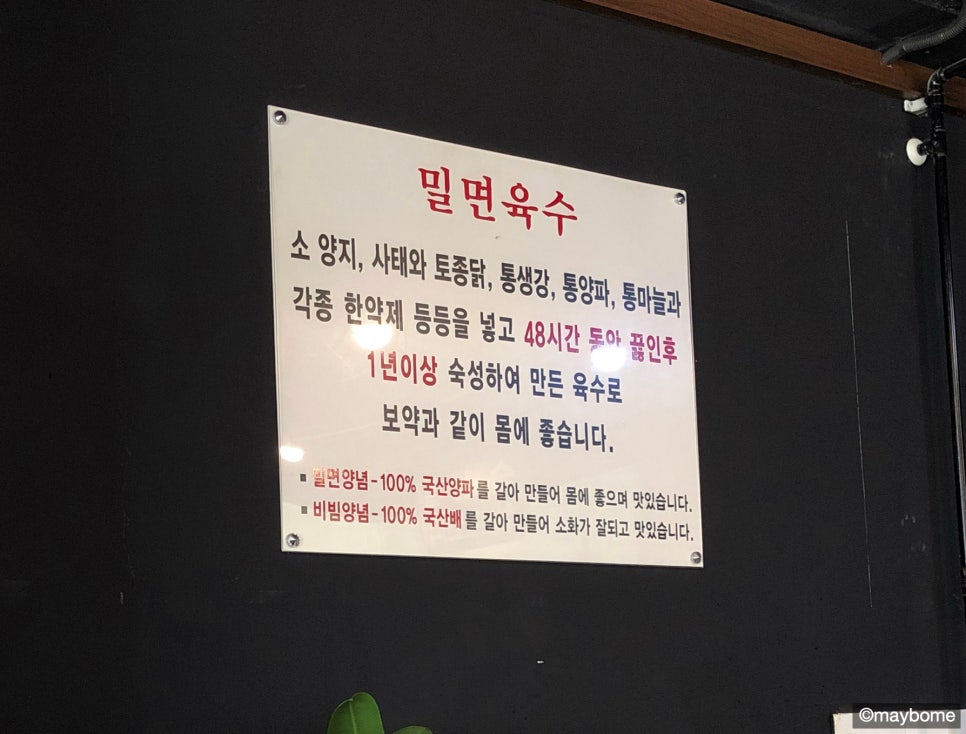 밀면육수
소 양지, 사태와 토종닭, 통생강, 통양파, 통마늘과
각종 한약제 등등을 넣고 48시간 동안 끓인후
1년이상 숙성하여 만든 육수로
보약과 같이 몸에 좋습니다.
▪ 밀면양념-100% 국산양파를 갈아 만들어 몸에 좋으며 맛있습니다.
▪ 비빔양념-100% 국산배를 갈아 만들어 소화가 잘되고 맛있습니다.
©maybome